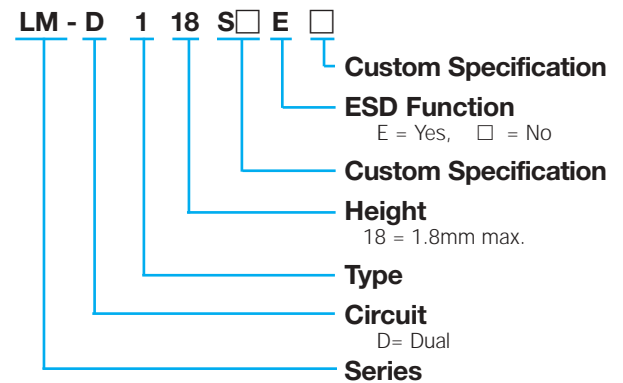 LM - D 1 18 S□ E □
Custom Specification
ESD Function
E = Yes, □ = No
Custom Specification
Height
18 = 1.8mm max.
Type
Circuit
D= Dual
Series